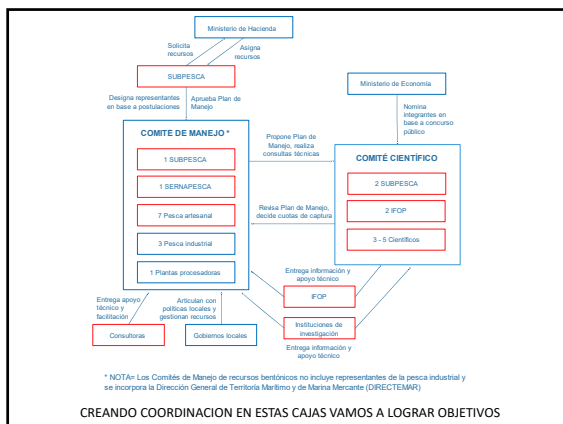 Ministerio de Hacienda
Solicita
recursos
Asigna
recursos
SUBPESCA
Ministerio de Economía
Designa representantes
en base a postulaciones
Aprueba Plan de
Manejo
Nomina
integrantes en
base a concurso
público
COMITÉ DE MANEJO *
1 SUBPESCA
1 SERNAPESCA
7 Pesca artesanal
3 Pesca industrial
1 Plantas procesadoras
Propone Plan de
Manejo, realiza
consultas técnicas
Revisa Plan de Manejo,
decide cuotas de captura
COMITÉ CIENTÍFICO
2 SUBPESCA
2 IFOP
3 - 5 Científicos
Entrega información y
apoyo técnico
IFOP
Entrega apoyo
técnico y
facilitación
Articulan con
políticas locales y
gestionan recursos
Consultoras
Gobiernos locales
Instituciones de
investigación
Entrega información y
apoyo técnico
* NOTA= Los Comités de Manejo de recursos bentónicos no incluye representantes de la pesca industrial y
se incorpora la Dirección General de Territoría Marítimo y de Marina Mercante (DIRECTEMAR)
CREANDO COORDINACION EN ESTAS CAJAS VAMOS A LOGRAR OBJETIVOS